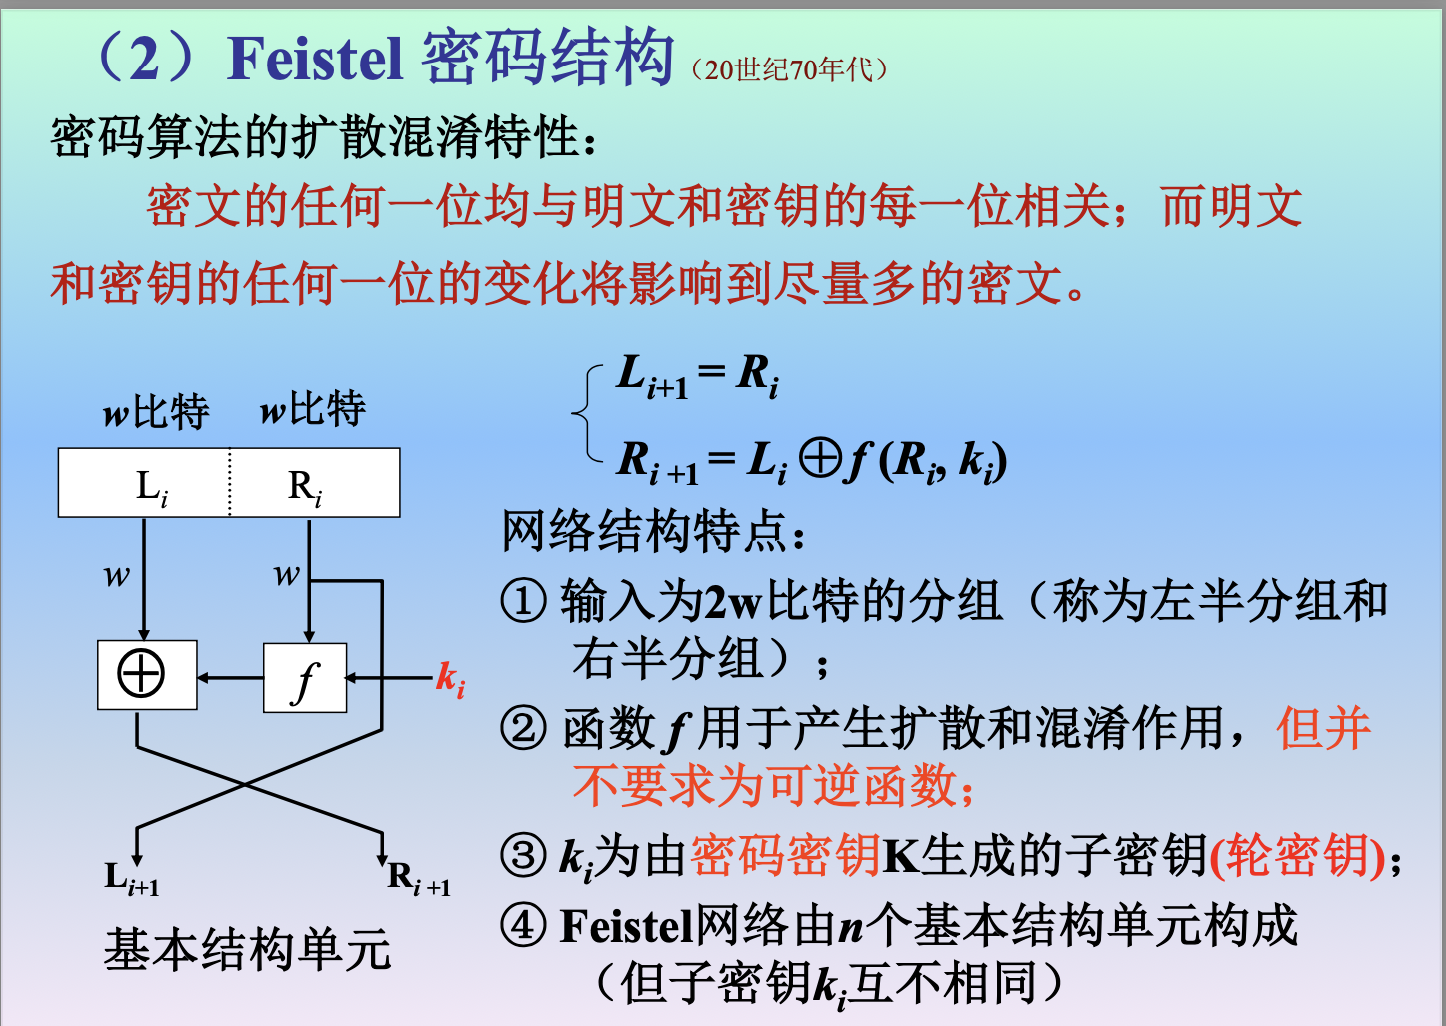 （2）Feistel 密码结构（20世纪70年代）
密码算法的扩散混淆特性：
密文的任何一位均与明文和密钥的每一位相关；而明文
和密钥的任何一位的变化将影响到尽量多的密文。
L_{i+1} = R_i
R_{i+1} = L_i ⊕ f (R_i, k_i)
w比特 w比特
L_i R_i
w w
⊕ f k_i
L_{i+1} R_{i+1}
基本结构单元
网络结构特点：
① 输入为2w比特的分组（称为左半分组和
右半分组）；
② 函数 f 用于产生扩散和混淆作用，但并
不要求为可逆函数；
③ k_i为由密码密钥K生成的子密钥(轮密钥)；
④ Feistel网络由n个基本结构单元构成
（但子密钥k_i互不相同）